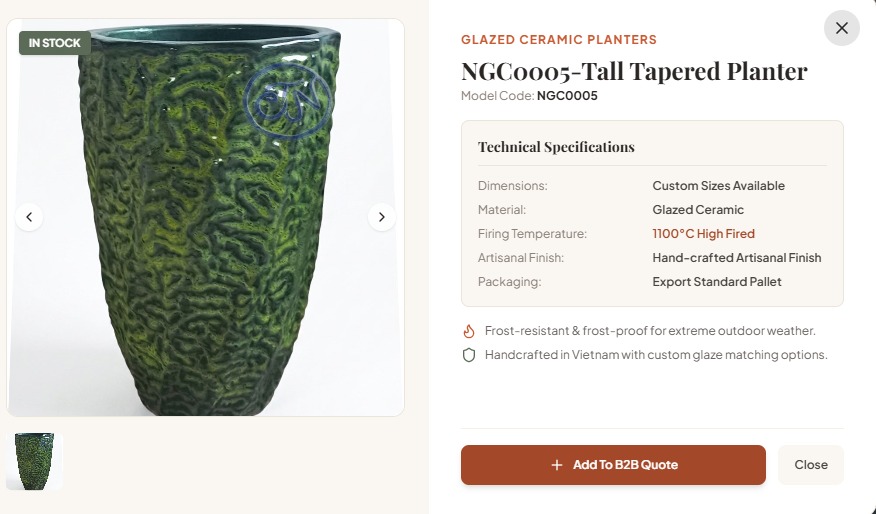 IN STOCK
GLAZED CERAMIC PLANTERS
NGC0005-Tall Tapered Planter
Model Code: NGC0005
Technical Specifications
Dimensions: Custom Sizes Available
Material: Glazed Ceramic
Firing Temperature: 1100°C High Fired
Artisanal Finish: Hand-crafted Artisanal Finish
Packaging: Export Standard Pallet
Frost-resistant & frost-proof for extreme outdoor weather.
Handcrafted in Vietnam with custom glaze matching options.
Add To B2B Quote
Close